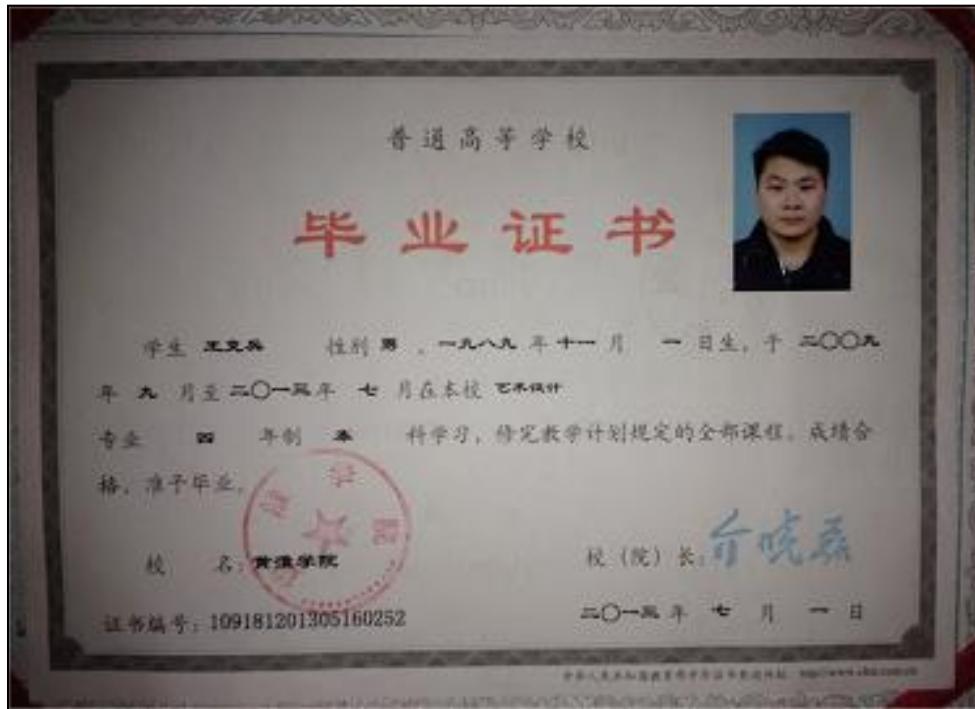 普通高等学校
毕业证书
学生 王克兵 性别 男 ，一九八九 年 十一 月 一 日生，于 二〇〇九
年 九 月至 二〇一三 年 七 月在本校 艺术设计
专业 四 年制 本 科学习，修完教学计划规定的全部课程，成绩合
格，准予毕业。
校 名：黄淮学院
校（院）长：
证书编号：109181201305160252
二〇一三 年 七 月 一 日